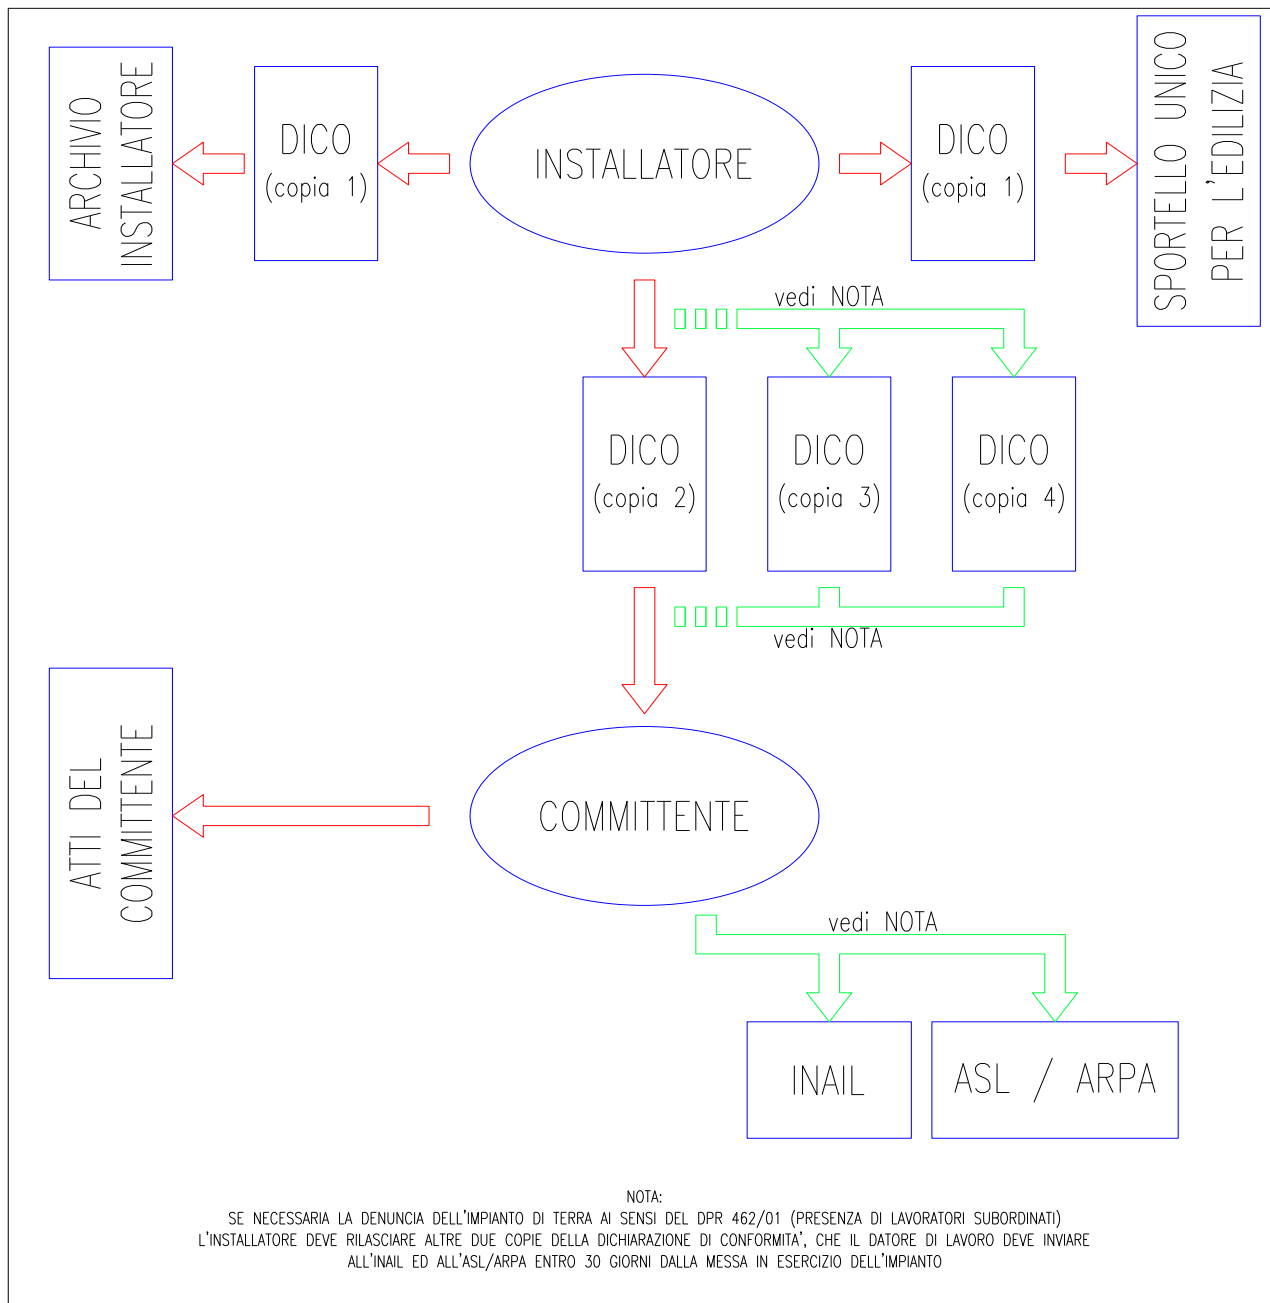 ARCHIVIO
INSTALLATORE
DICO
(copia 1)
INSTALLATORE
DICO
(copia 1)
SPORTELLO UNICO
PER L'EDILIZIA
vedi NOTA
DICO
(copia 2)
DICO
(copia 3)
DICO
(copia 4)
vedi NOTA
ATTI DEL
COMMITTENTE
COMMITTENTE
vedi NOTA
INAIL
ASL / ARPA
NOTA:
SE NECESSARIA LA DENUNCIA DELL'IMPIANTO DI TERRA AI SENSI DEL DPR 462/01 (PRESENZA DI LAVORATORI SUBORDINATI)
L'INSTALLATORE DEVE RILASCIARE ALTRE DUE COPIE DELLA DICHIARAZIONE DI CONFORMITA', CHE IL DATORE DI LAVORO DEVE INVIARE
ALL'INAIL ED ALL'ASL/ARPA ENTRO 30 GIORNI DALLA MESSA IN ESERCIZIO DELL'IMPIANTO